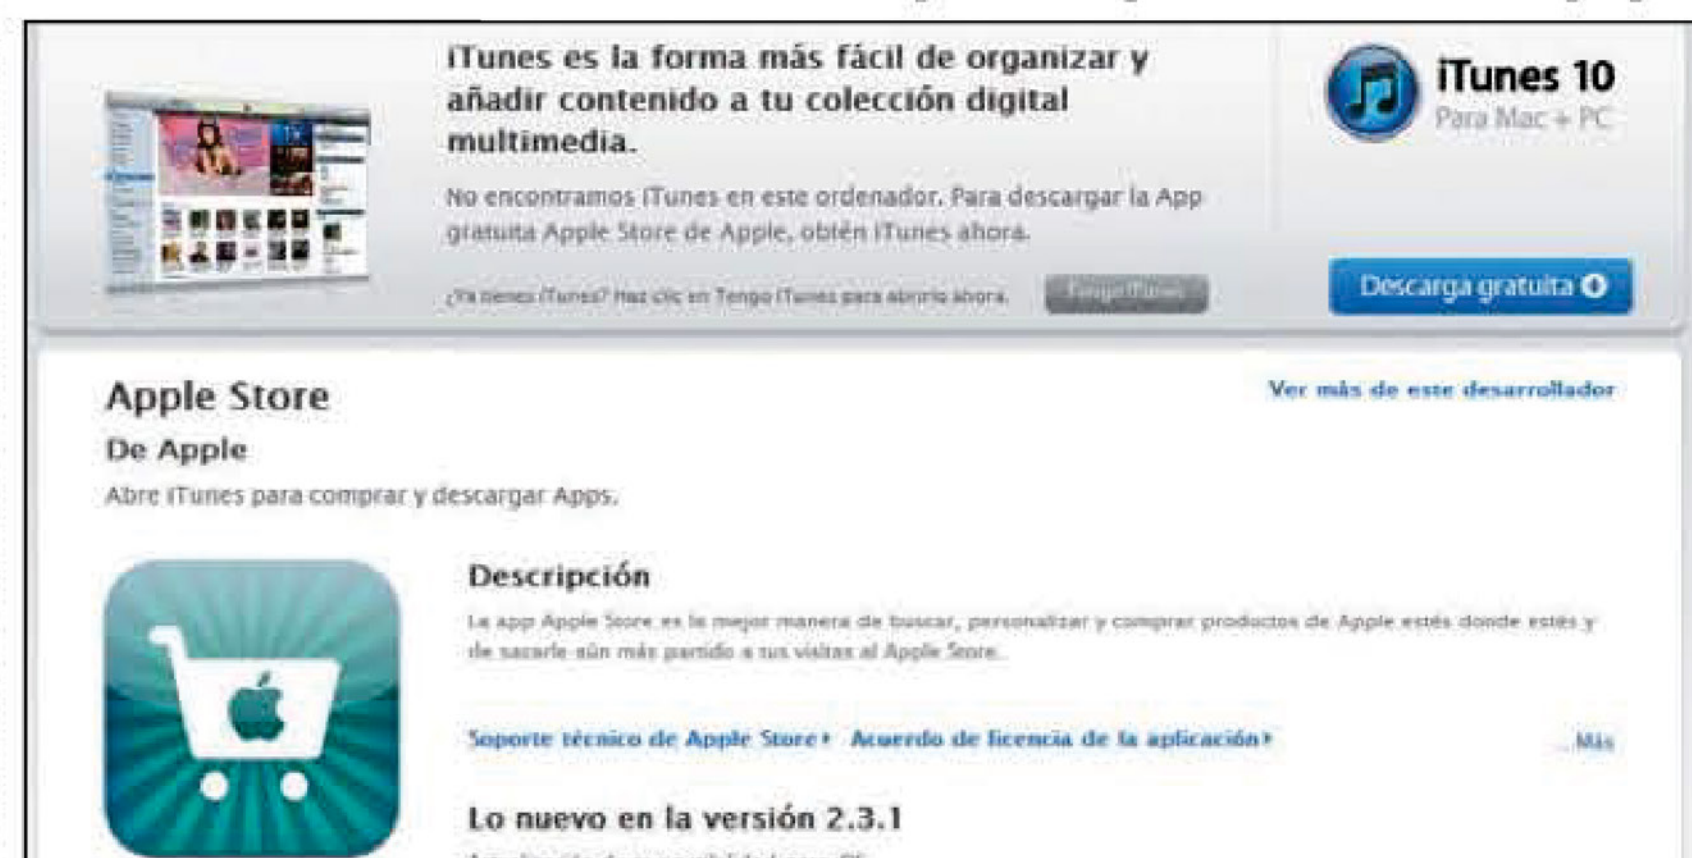 iTunes es la forma más fácil de organizar y
añadir contenido a tu colección digital
multimedia.
No encontramos iTunes en este ordenador. Para descargar la App
gratuita Apple Store de Apple, obtén iTunes ahora.
¿Ya tienes iTunes? Haz clic en Tengo iTunes para abrirlo ahora.
Tengo iTunes
iTunes 10
Para Mac + PC
Descarga gratuita
Apple Store
Ver más de este desarrollador
De Apple
Abre iTunes para comprar y descargar Apps.
Descripción
La app Apple Store es la mejor manera de buscar, personalizar y comprar productos de Apple estés donde estés y
de sacarle aún más partido a tus visitas al Apple Store.
Soporte técnico de Apple Store Acuerdo de licencia de la aplicación
...Más
Lo nuevo en la versión 2.3.1